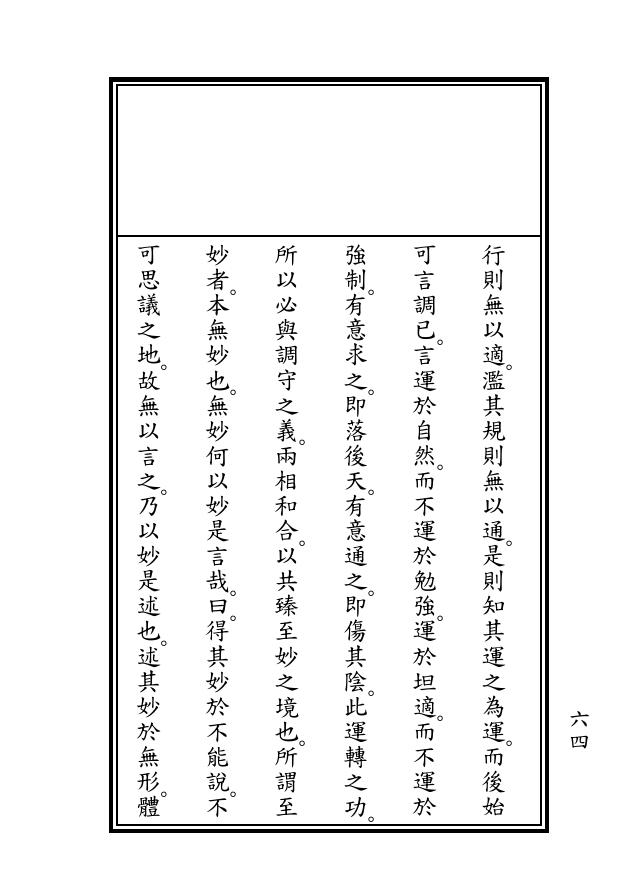 行則無以適。濫其規則無以通。是則知其運之為運。而後始
可言調已。言運於自然。而不運於勉強。運於坦適。而不運於
強制。有意求之。即落後天。有意通之。即傷其陰。此運轉之功。
所以必與調守之義。兩相和合。以共臻至妙之境也。所謂至
妙者。本無妙也。無妙何以妙是言哉。曰。得其妙於不能說。不
可思議之地。故無以言之。乃以妙是述也。述其妙於無形。體
六四